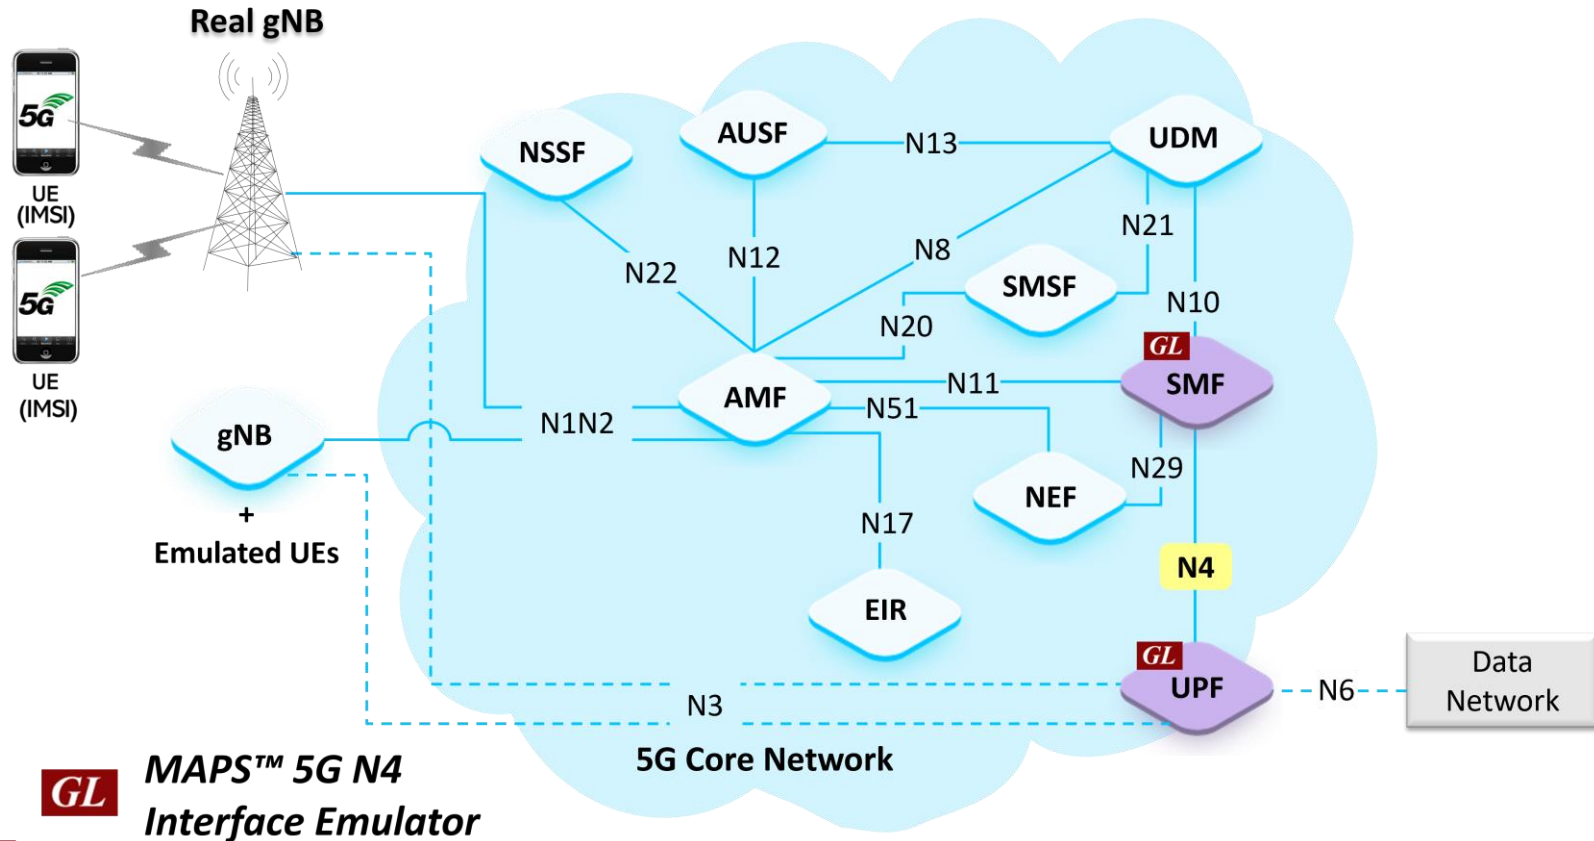 Real gNB
5G
UE
(IMSI)
5G
UE
(IMSI)
NSSF
AUSF
N13
UDM
N22
N12
N8
N21
SMSF
N20
N10
GL
SMF
AMF
N11
N51
N1N2
gNB
+
Emulated UEs
N29
NEF
N17
N4
EIR
GL
UPF
N6
Data
Network
N3
5G Core Network
GL
MAPS™ 5G N4
Interface Emulator